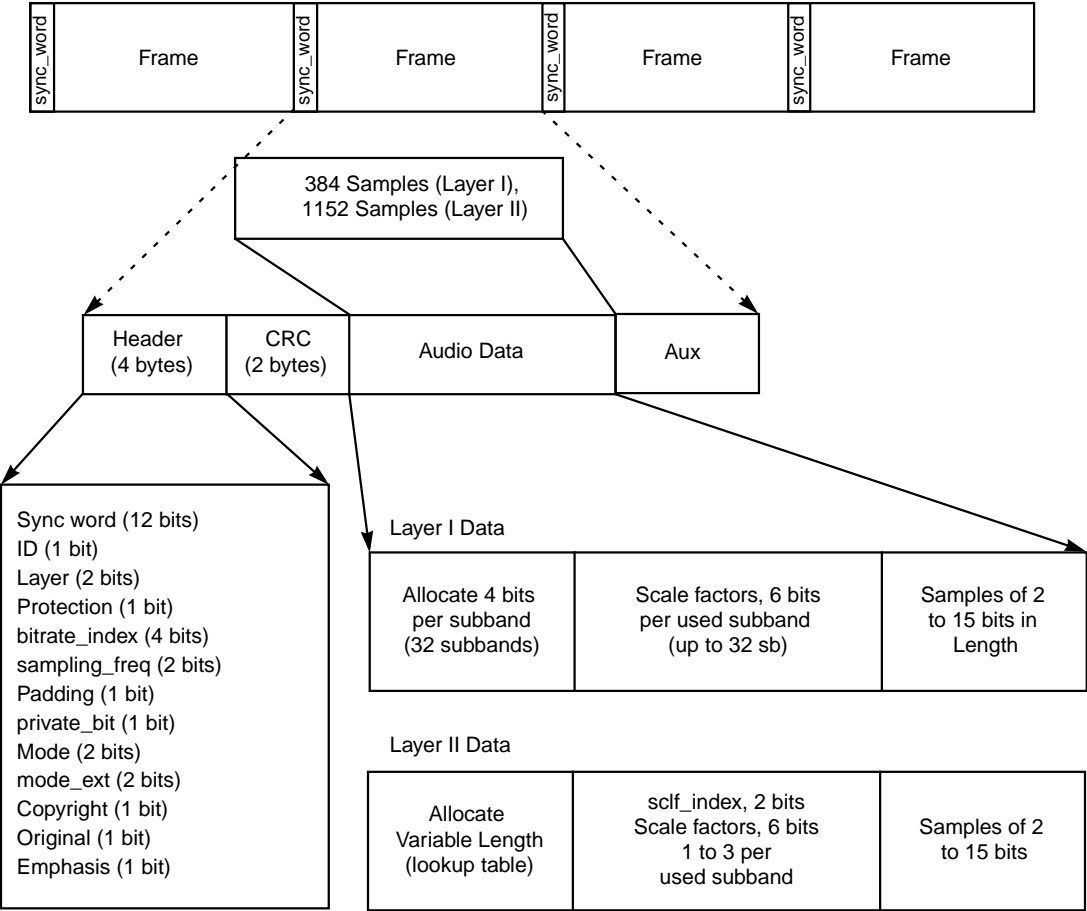 sync_word
Frame
sync_word
Frame
sync_word
Frame
sync_word
Frame
384 Samples (Layer I),
1152 Samples (Layer II)
Header
(4 bytes)
CRC
(2 bytes)
Audio Data
Aux
Sync word (12 bits)
ID (1 bit)
Layer (2 bits)
Protection (1 bit)
bitrate_index (4 bits)
sampling_freq (2 bits)
Padding (1 bit)
private_bit (1 bit)
Mode (2 bits)
mode_ext (2 bits)
Copyright (1 bit)
Original (1 bit)
Emphasis (1 bit)
Layer I Data
Allocate 4 bits
per subband
(32 subbands)
Scale factors, 6 bits
per used subband
(up to 32 sb)
Samples of 2
to 15 bits in
Length
Layer II Data
Allocate
Variable Length
(lookup table)
sclf_index, 2 bits
Scale factors, 6 bits
1 to 3 per
used subband
Samples of 2
to 15 bits